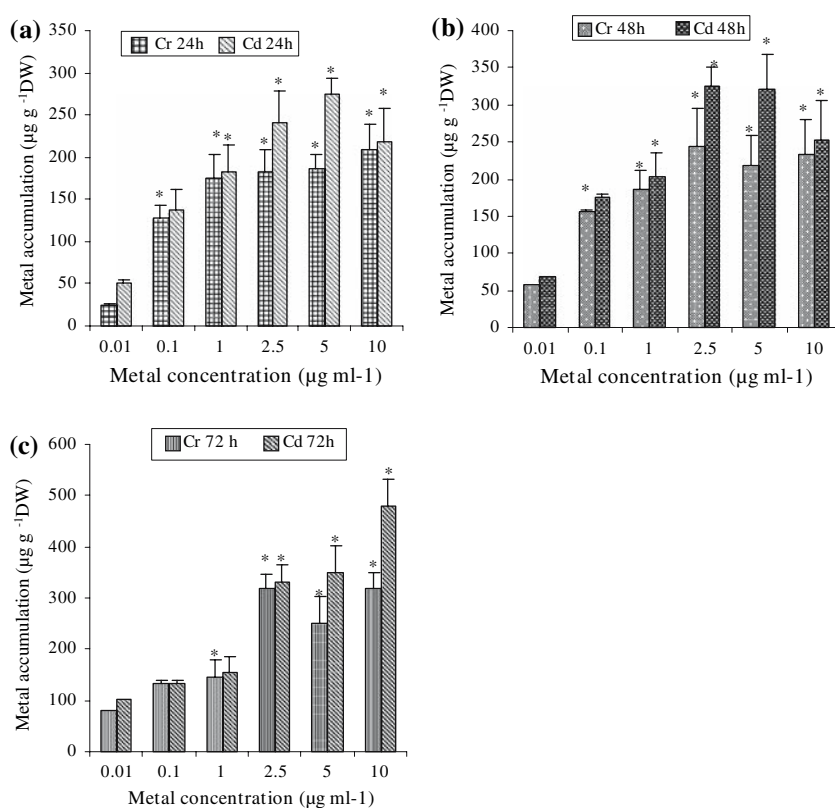 (a)
Cr 24h Cd 24h
Metal accumulation (µg g -1DW)
350
300
250
200
150
100
50
0
* * * * * * * * *
0.01 0.1 1 2.5 5 10
Metal concentration (µg ml-1)
(b)
Cr 48h Cd 48h
Metal accumulation (µg g -1DW)
400
350
300
250
200
150
100
50
0
* * * * * * * * *
0.01 0.1 1 2.5 5 10
Metal concentration (µg ml-1)
(c)
Cr 72 h Cd 72h
Metal accumulation (µg g -1DW)
600
500
400
300
200
100
0
* * * * * * *
0.01 0.1 1 2.5 5 10
Metal concentration (µg ml-1)